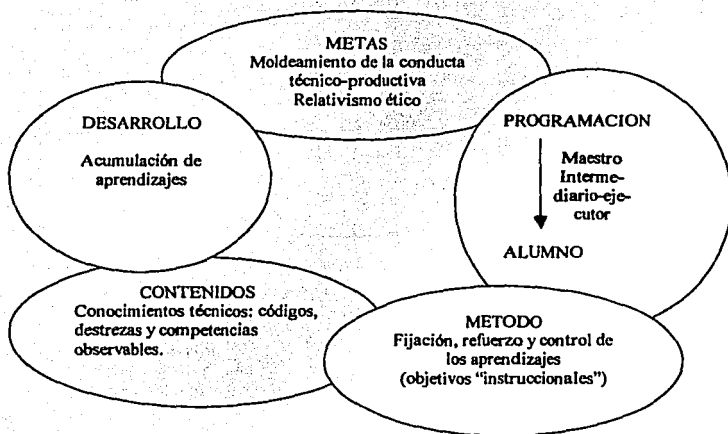 METAS
Moldeamiento de la conducta
técnico-productiva
Relativismo ético
DESARROLLO
Acumulación de
aprendizajes
PROGRAMACION
Maestro
Interme-
diario-eje-
cutor
ALUMNO
CONTENIDOS
Conocimientos técnicos: códigos,
destrezas y competencias
observables.
METODO
Fijación, refuerzo y control de
los aprendizajes
(objetivos "instruccionales")